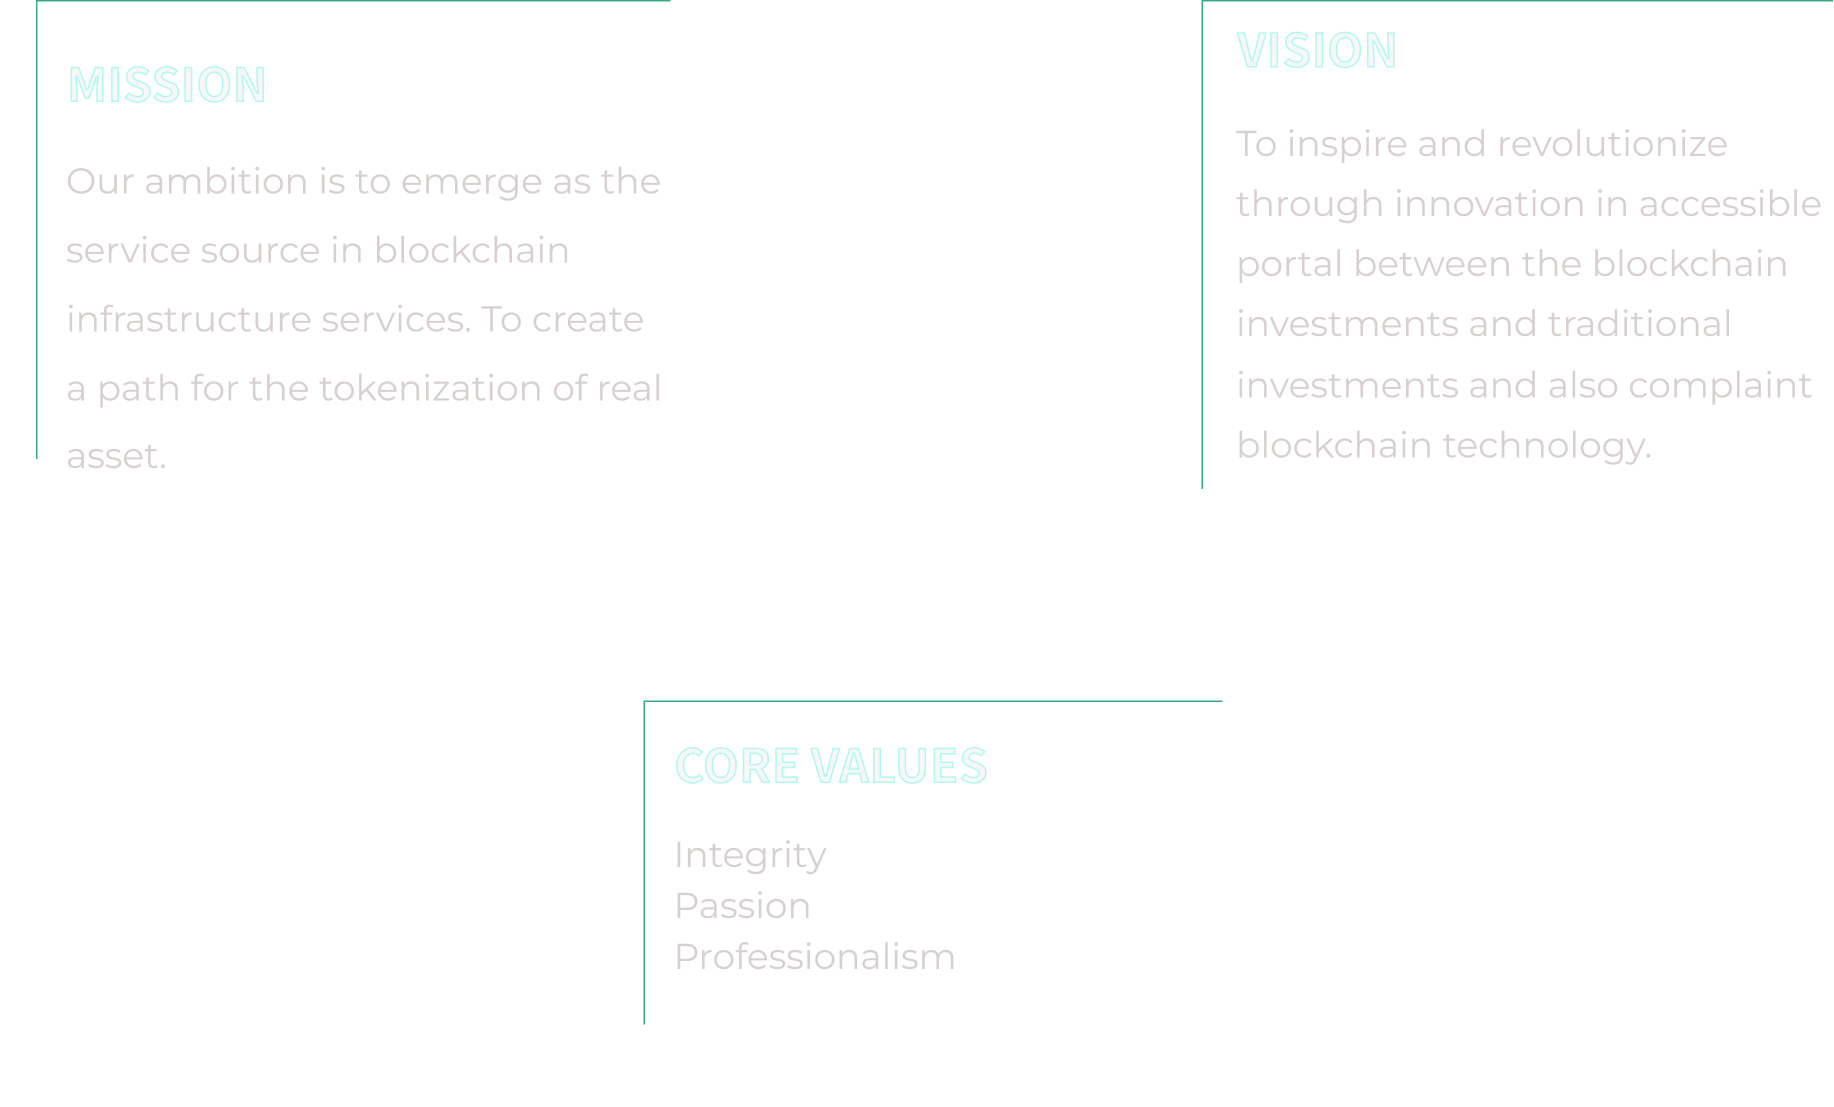 MISSION
Our ambition is to emerge as the
service source in blockchain
infrastructure services. To create
a path for the tokenization of real
asset.
VISION
To inspire and revolutionize
through innovation in accessible
portal between the blockchain
investments and traditional
investments and also complaint
blockchain technology.
CORE VALUES
Integrity
Passion
Professionalism